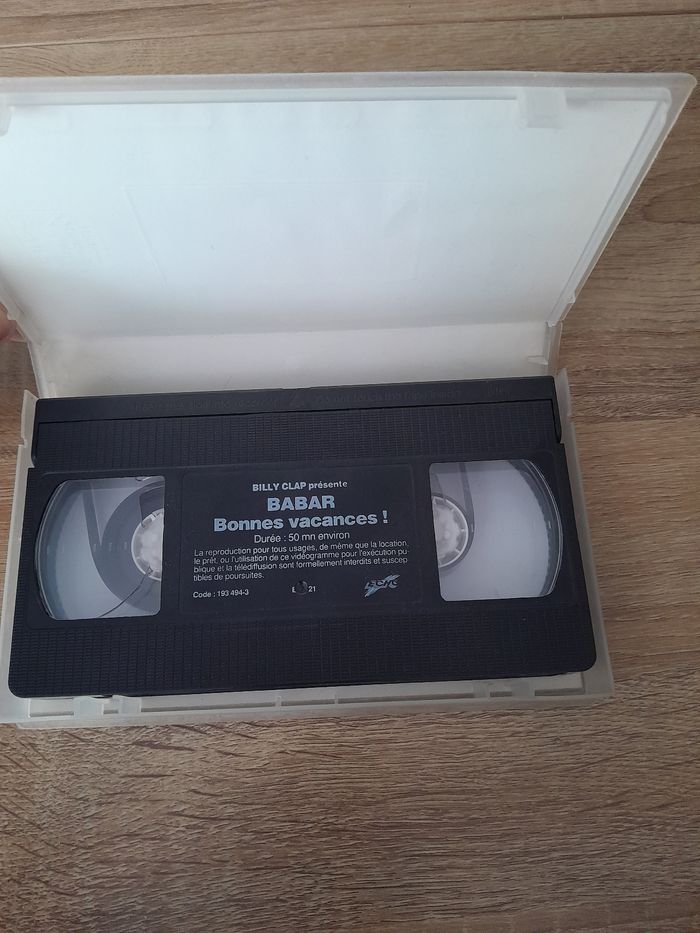 BILLY CLAP présente
BABAR
Bonnes vacances !
Durée : 50 mn environ
La reproduction pour tous usages, de même que la location,
le prêt, ou l'utilisation de ce vidéogramme pour l'exécution pu-
blique et la télédiffusion sont formellement interdits et suscep
tibles de poursuites.
Code : 193 494-3
21